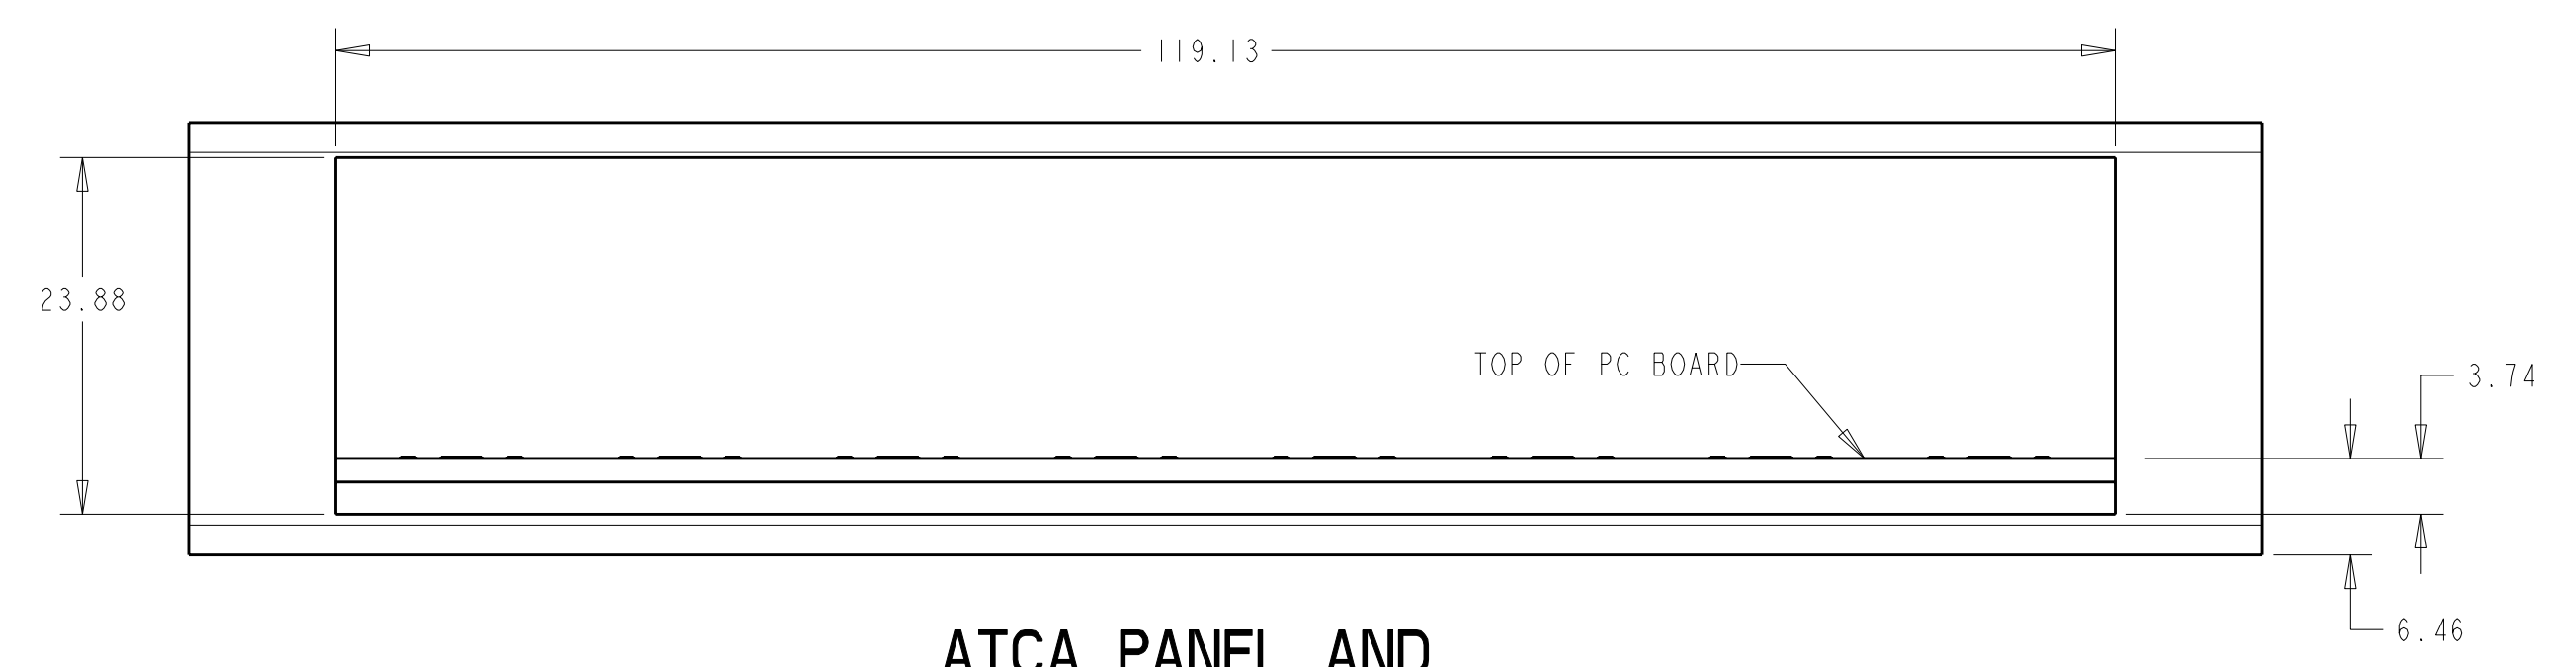 119.13
23.88
TOP OF PC BOARD
3.74
6.46
ATCA PANEL AND